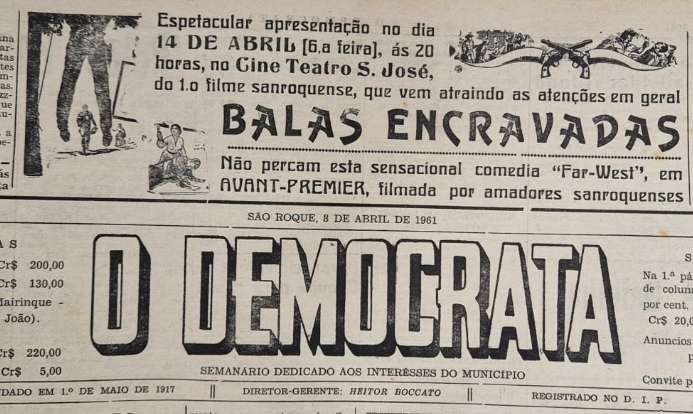 Espetacular apresentação no dia
14 DE ABRIL [6.a feira], ás 20
horas, no Cine Teatro S. José,
do 1.o filme sanroquense, que vem atraindo as atenções em geral
BALAS ENCRAVADAS
Não percam esta sensacional comedia "Far-West", em
AVANT-PREMIER, filmada por amadores sanroquenses
SÃO ROQUE, 8 DE ABRIL DE 1961
O DEMOCRATA
SEMANÁRIO DEDICADO AOS INTERÊSSES DO MUNICÍPIO
A S
Cr$ 200,00
Cr$ 130,00
Mairinque -
João).
Cr$ 220,00
Cr$ 5,00
S
Na 1.ª pá
de colun
por cent.
Cr$ 20,0
Anuncios
p
Convite p
DADO EM 1.º DE MAIO DE 1917 || DIRETOR-GERENTE: HEITOR BOCCATO || REGISTRADO NO D. I. P.